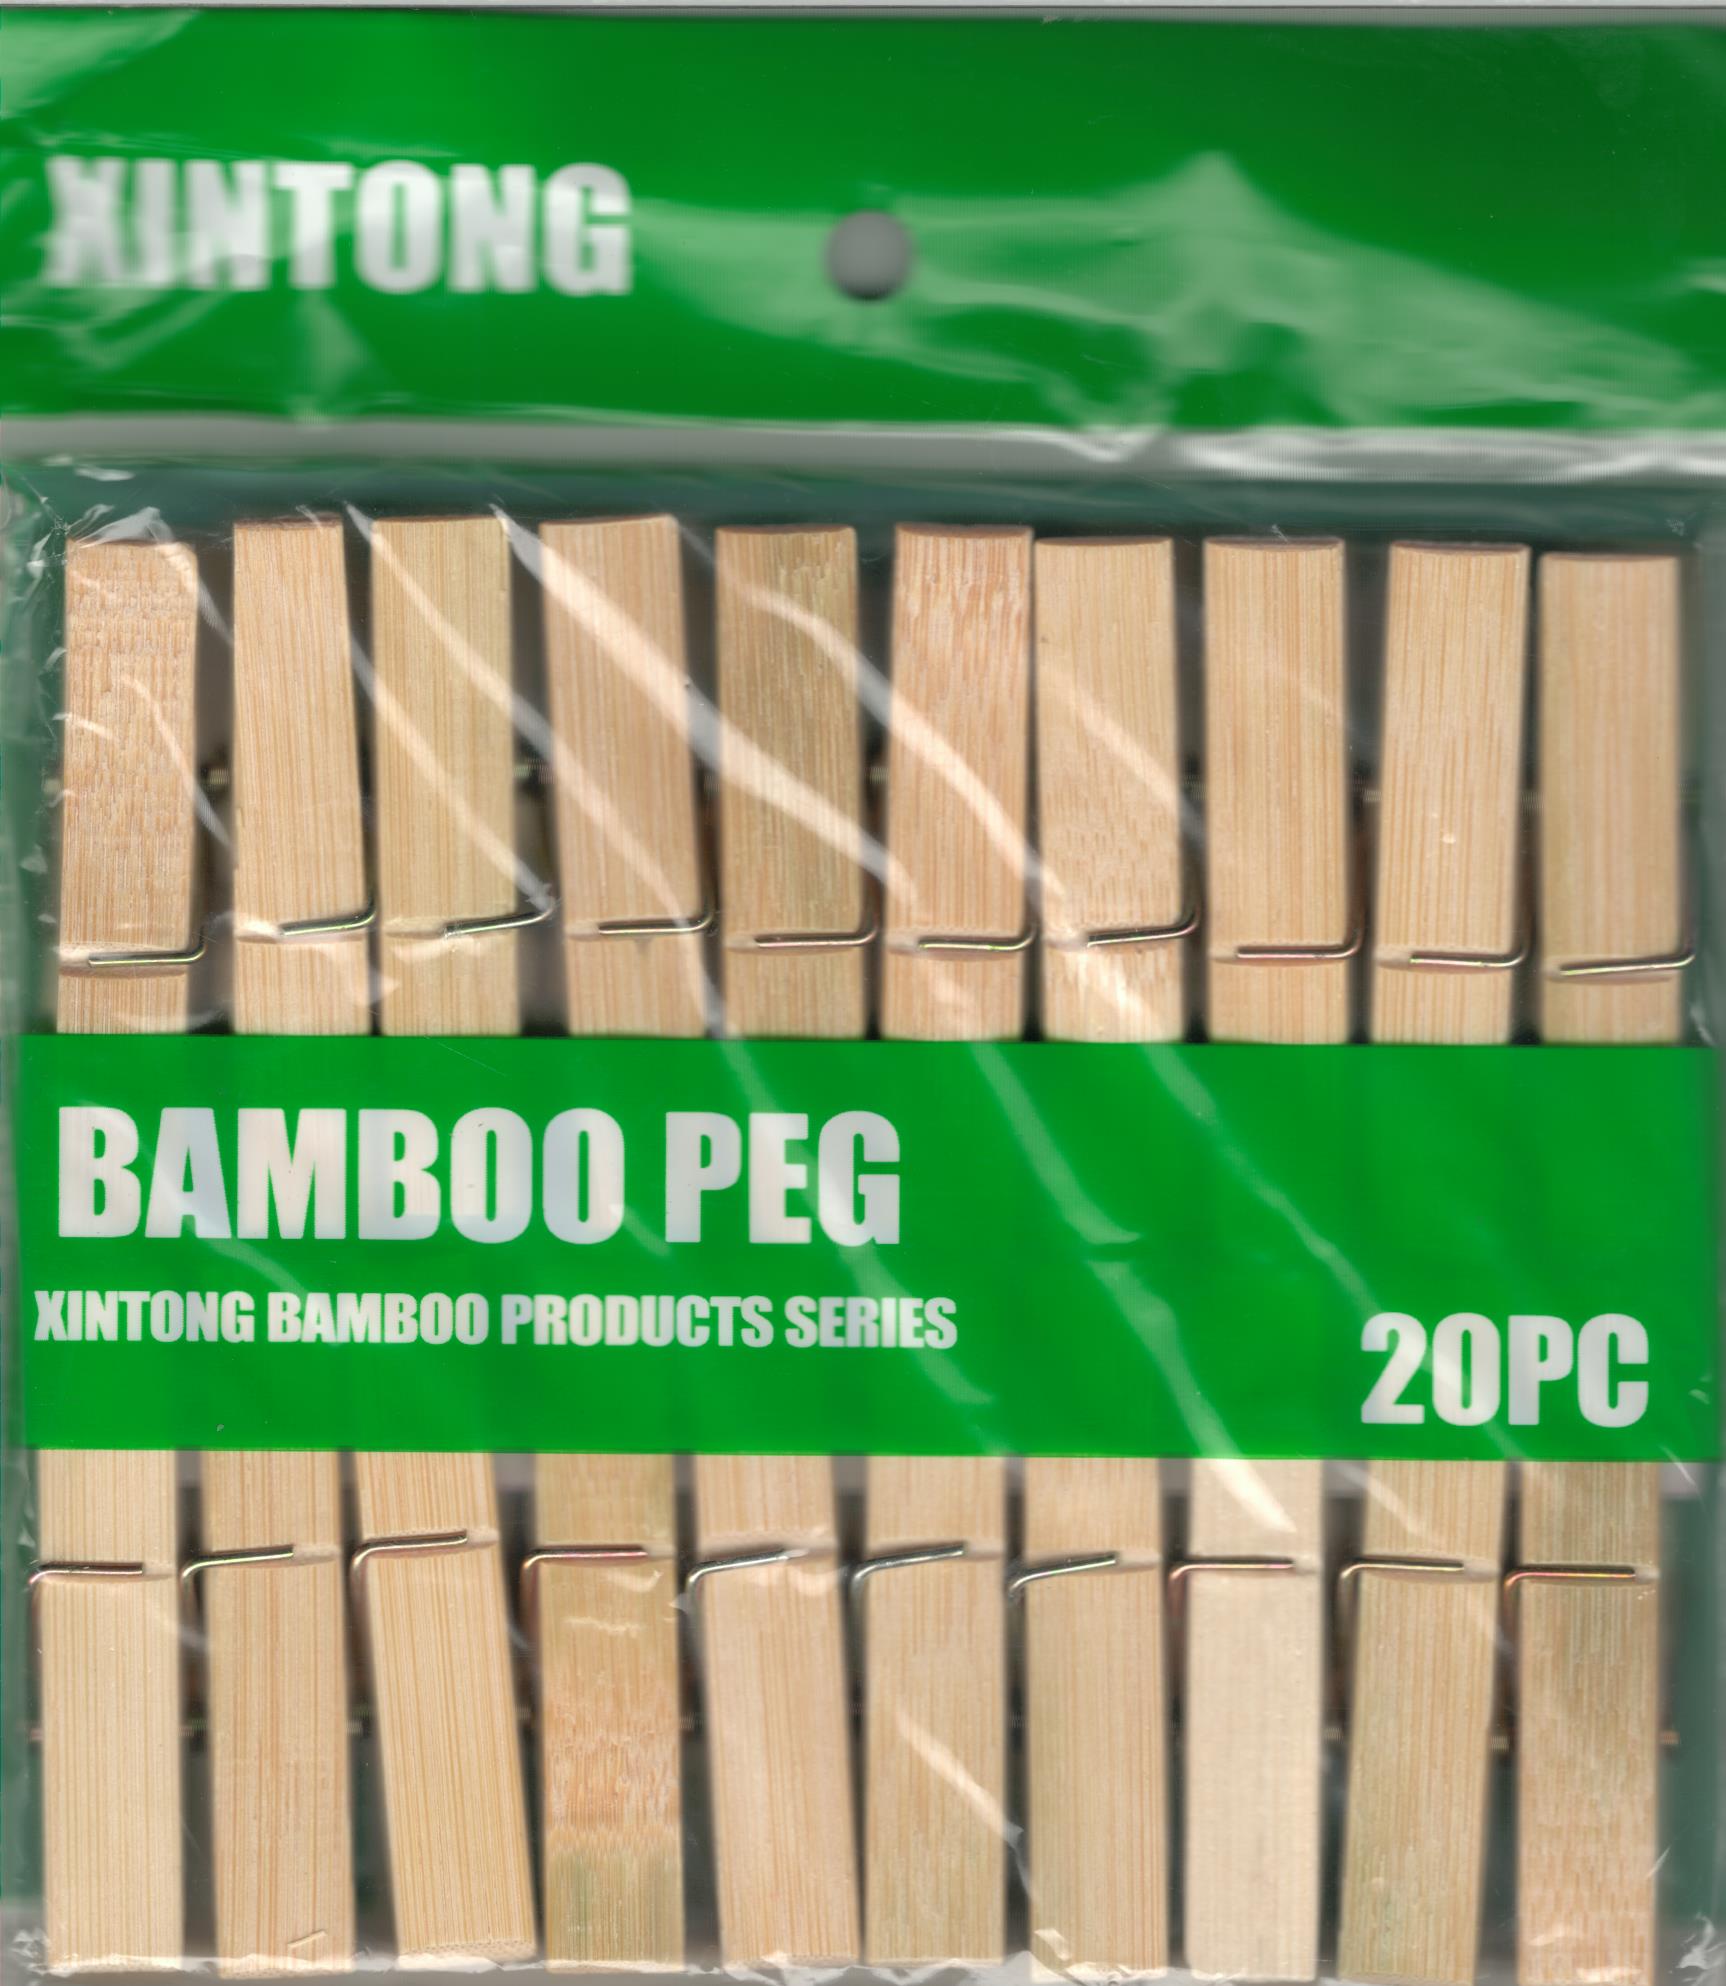 XINTONG
BAMBOO PEG
XINTONG BAMBOO PRODUCTS SERIES
20PC